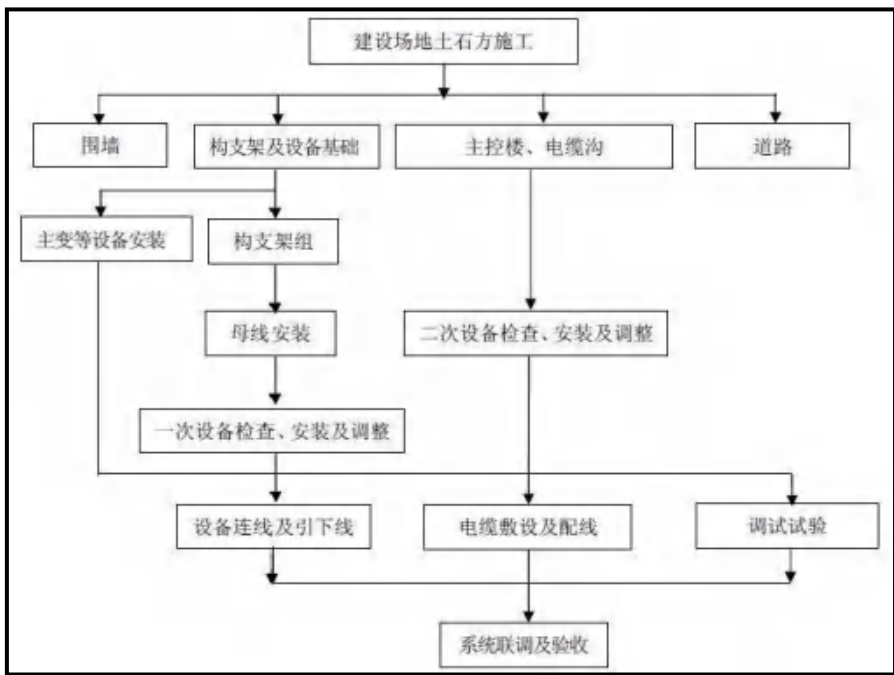 建设场地土石方施工
围墙
构支架及设备基础
主控楼、电缆沟
道路
主变等设备安装
构支架组
母线安装
二次设备检查、安装及调整
一次设备检查、安装及调整
设备连线及引下线
电缆敷设及配线
调试试验
系统联调及验收